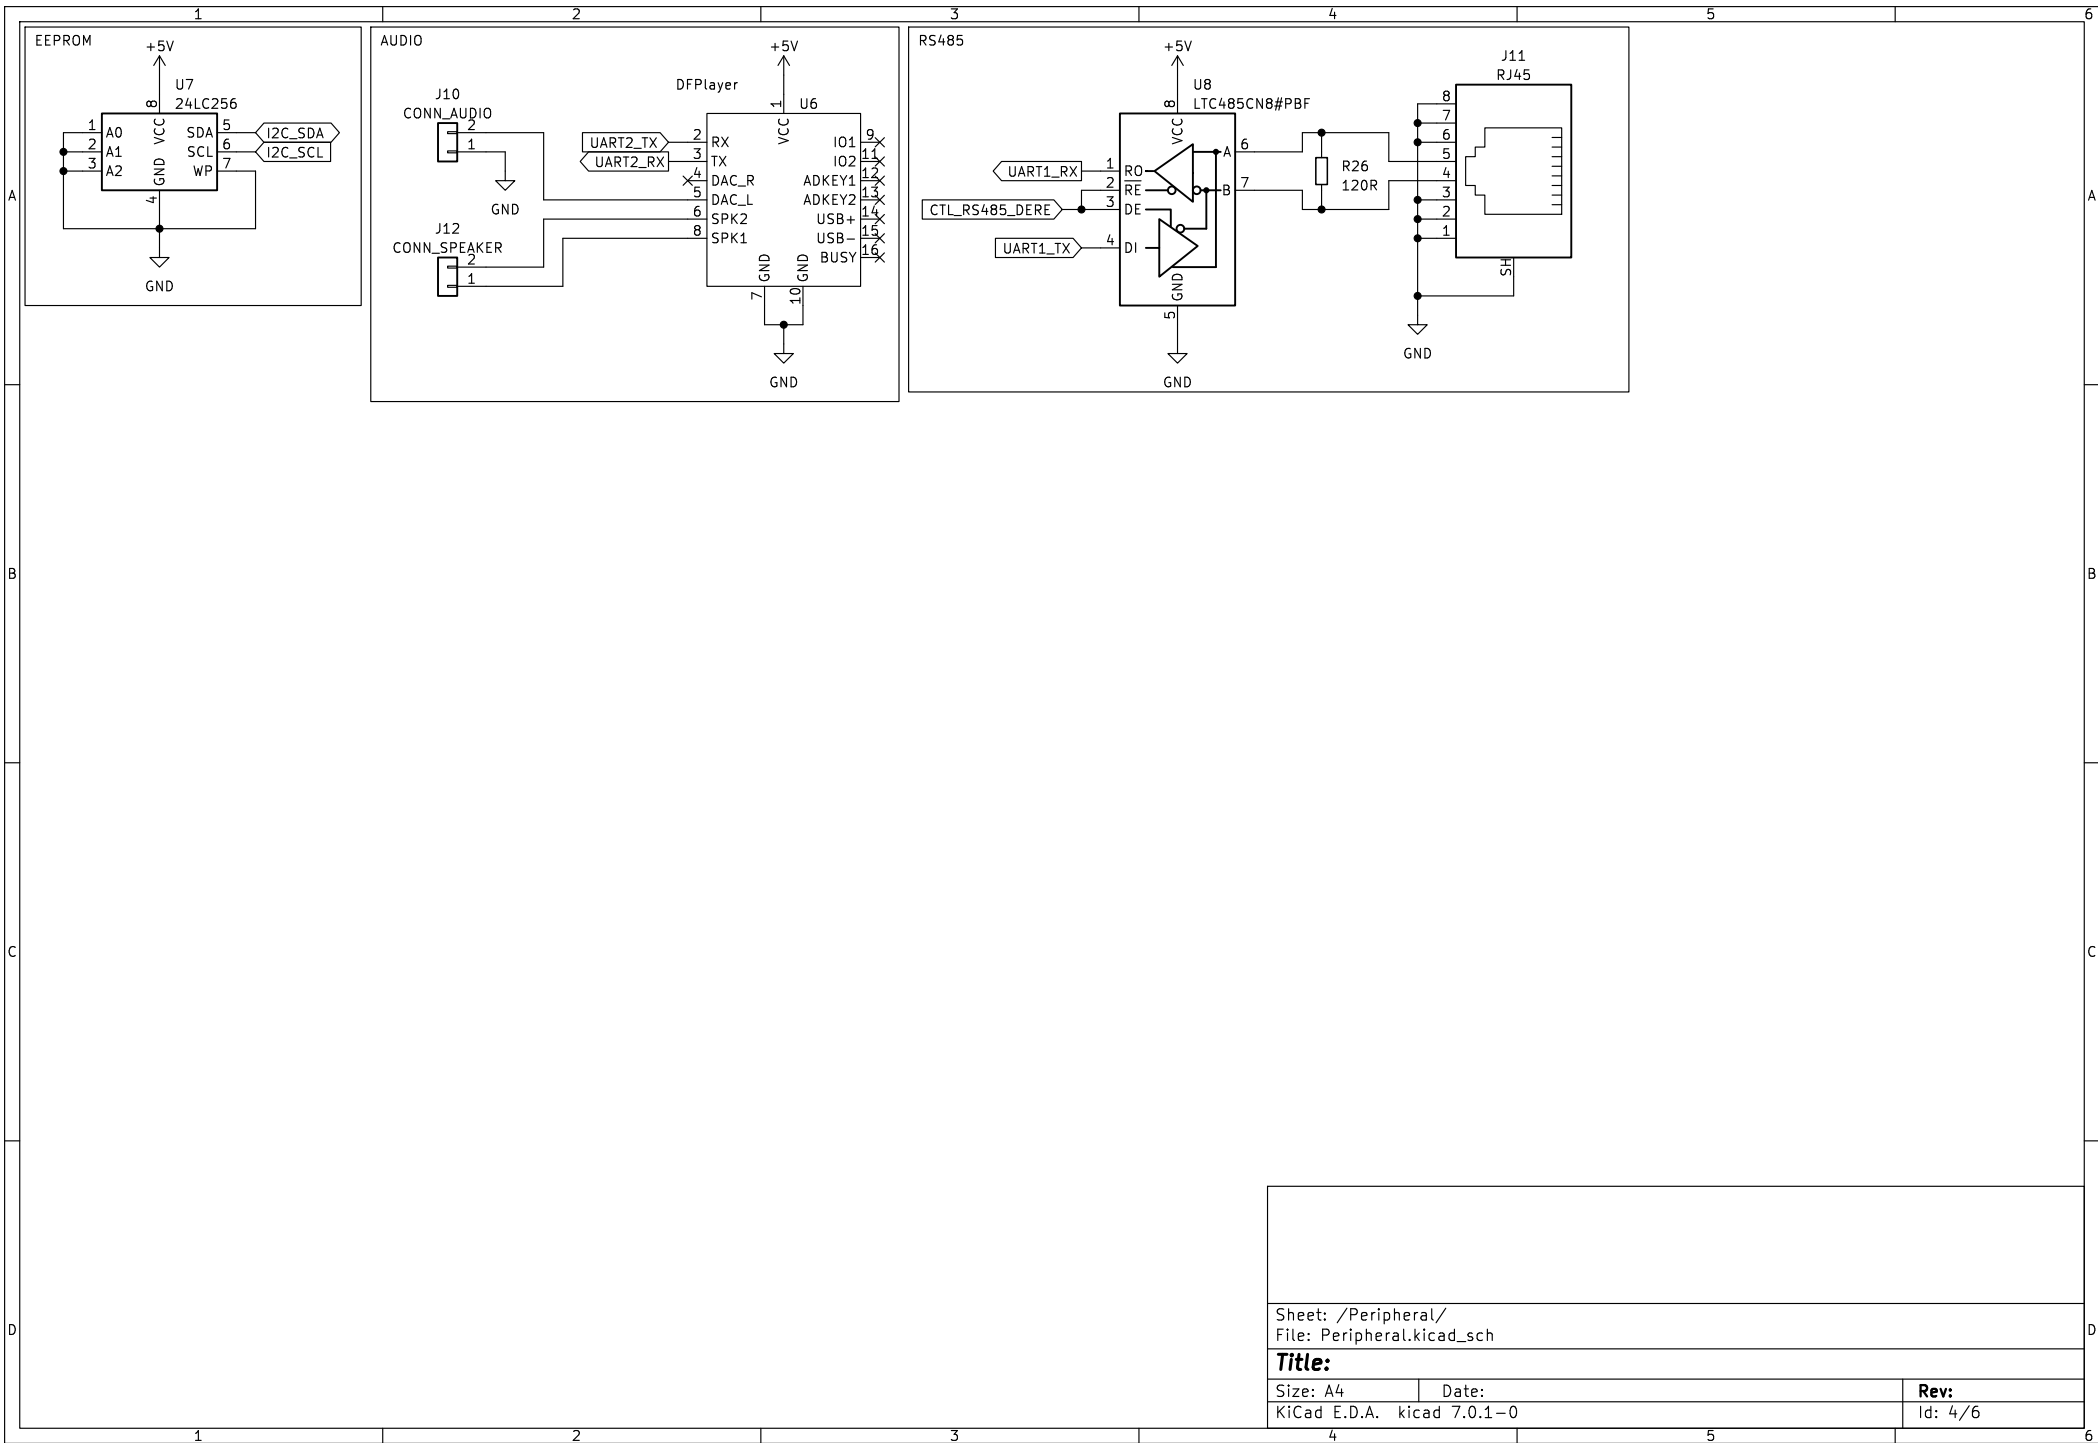 1 2 3 4 5 6
EEPROM
+5V
U7
24LC256
8
VCC
1 A0
2 A1
3 A2
SDA 5 I2C_SDA
SCL 6 I2C_SCL
WP 7
GND
4
GND
AUDIO
+5V
DFPlayer
J10
CONN_AUDIO
2
1
GND
J12
CONN_SPEAKER
2
1
1
U6
VCC
UART2_TX 2 RX
UART2_RX 3 TX
4 DAC_R
5 DAC_L
6 SPK2
8 SPK1
IO1 9
IO2 11
ADKEY1 12
ADKEY2 13
USB+ 14
USB- 15
BUSY 16
GND GND
7 10
GND
RS485
+5V
U8
LTC485CN8#PBF
8
VCC
UART1_RX 1 RO
2 RE
CTL_RS485_DERE 3 DE
UART1_TX 4 DI
A 6
B 7
GND
5
GND
R26
120R
J11
RJ45
8
7
6
5
4
3
2
1
SH
GND
A A
B B
C C
D D
Sheet: /Peripheral/
File: Peripheral.kicad_sch
Title:
Size: A4 Date: Rev:
KiCad E.D.A. kicad 7.0.1-0 Id: 4/6
1 2 3 4 5 6